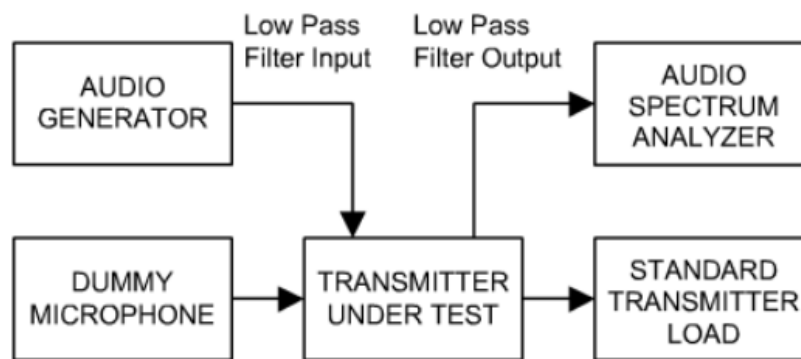 Low Pass
Filter Input
Low Pass
Filter Output
AUDIO
GENERATOR
AUDIO
SPECTRUM
ANALYZER
DUMMY
MICROPHONE
TRANSMITTER
UNDER TEST
STANDARD
TRANSMITTER
LOAD